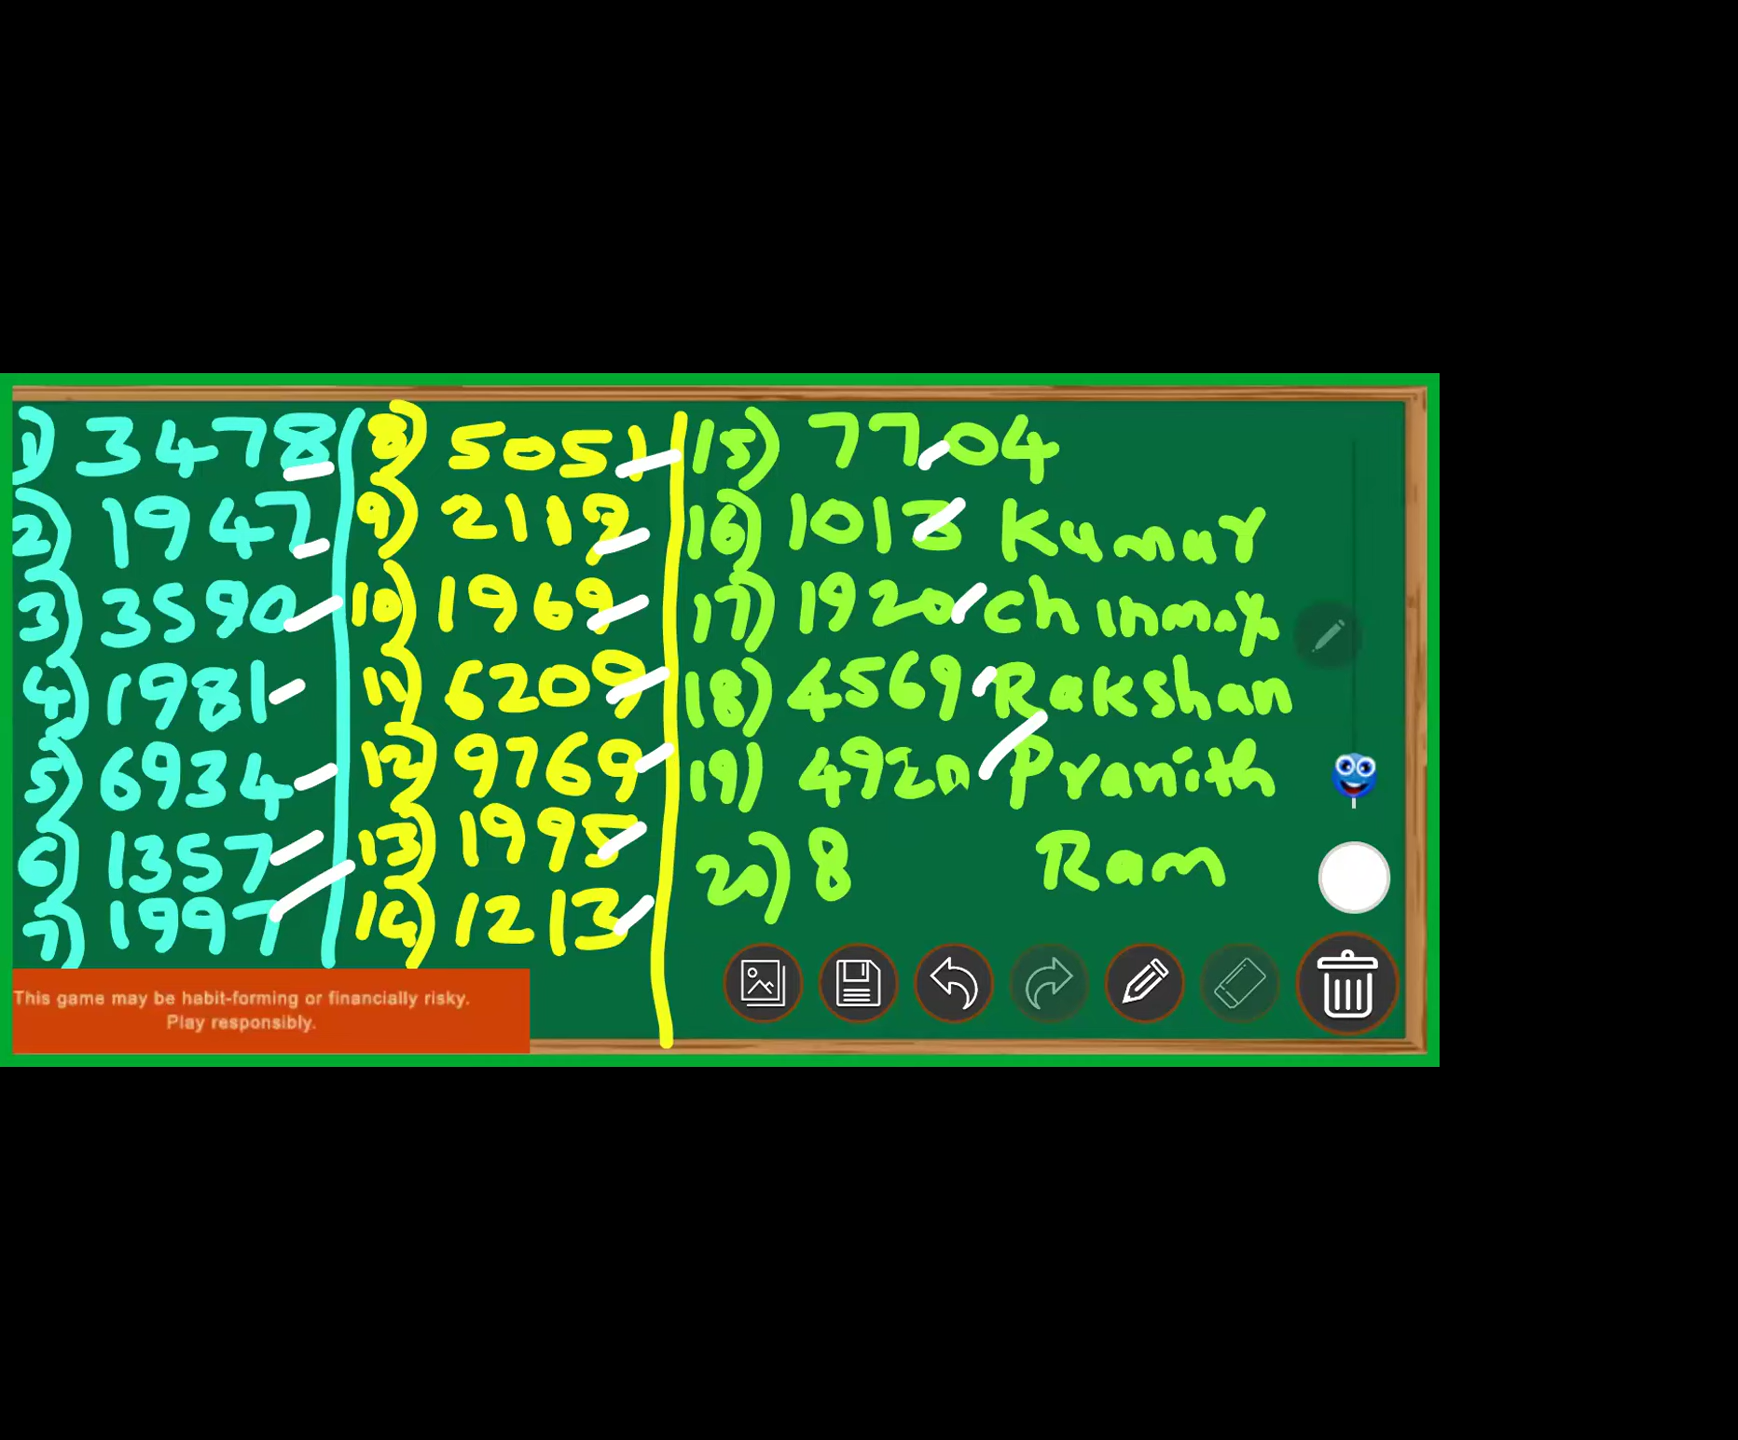 1) 3478
2) 1947
3) 3590
4) 1981
5) 6934
6) 1357
7) 1997
8) 5051
9) 2119
10) 1969
11) 6209
12) 9769
13) 1995
14) 1213
15) 7704
16) 1013 Kumar
17) 1920 Chinmay
18) 4569 Rakshan
19) 4920 Pranith
20) 8 Ram
This game may be habit-forming or financially risky.
Play responsibly.